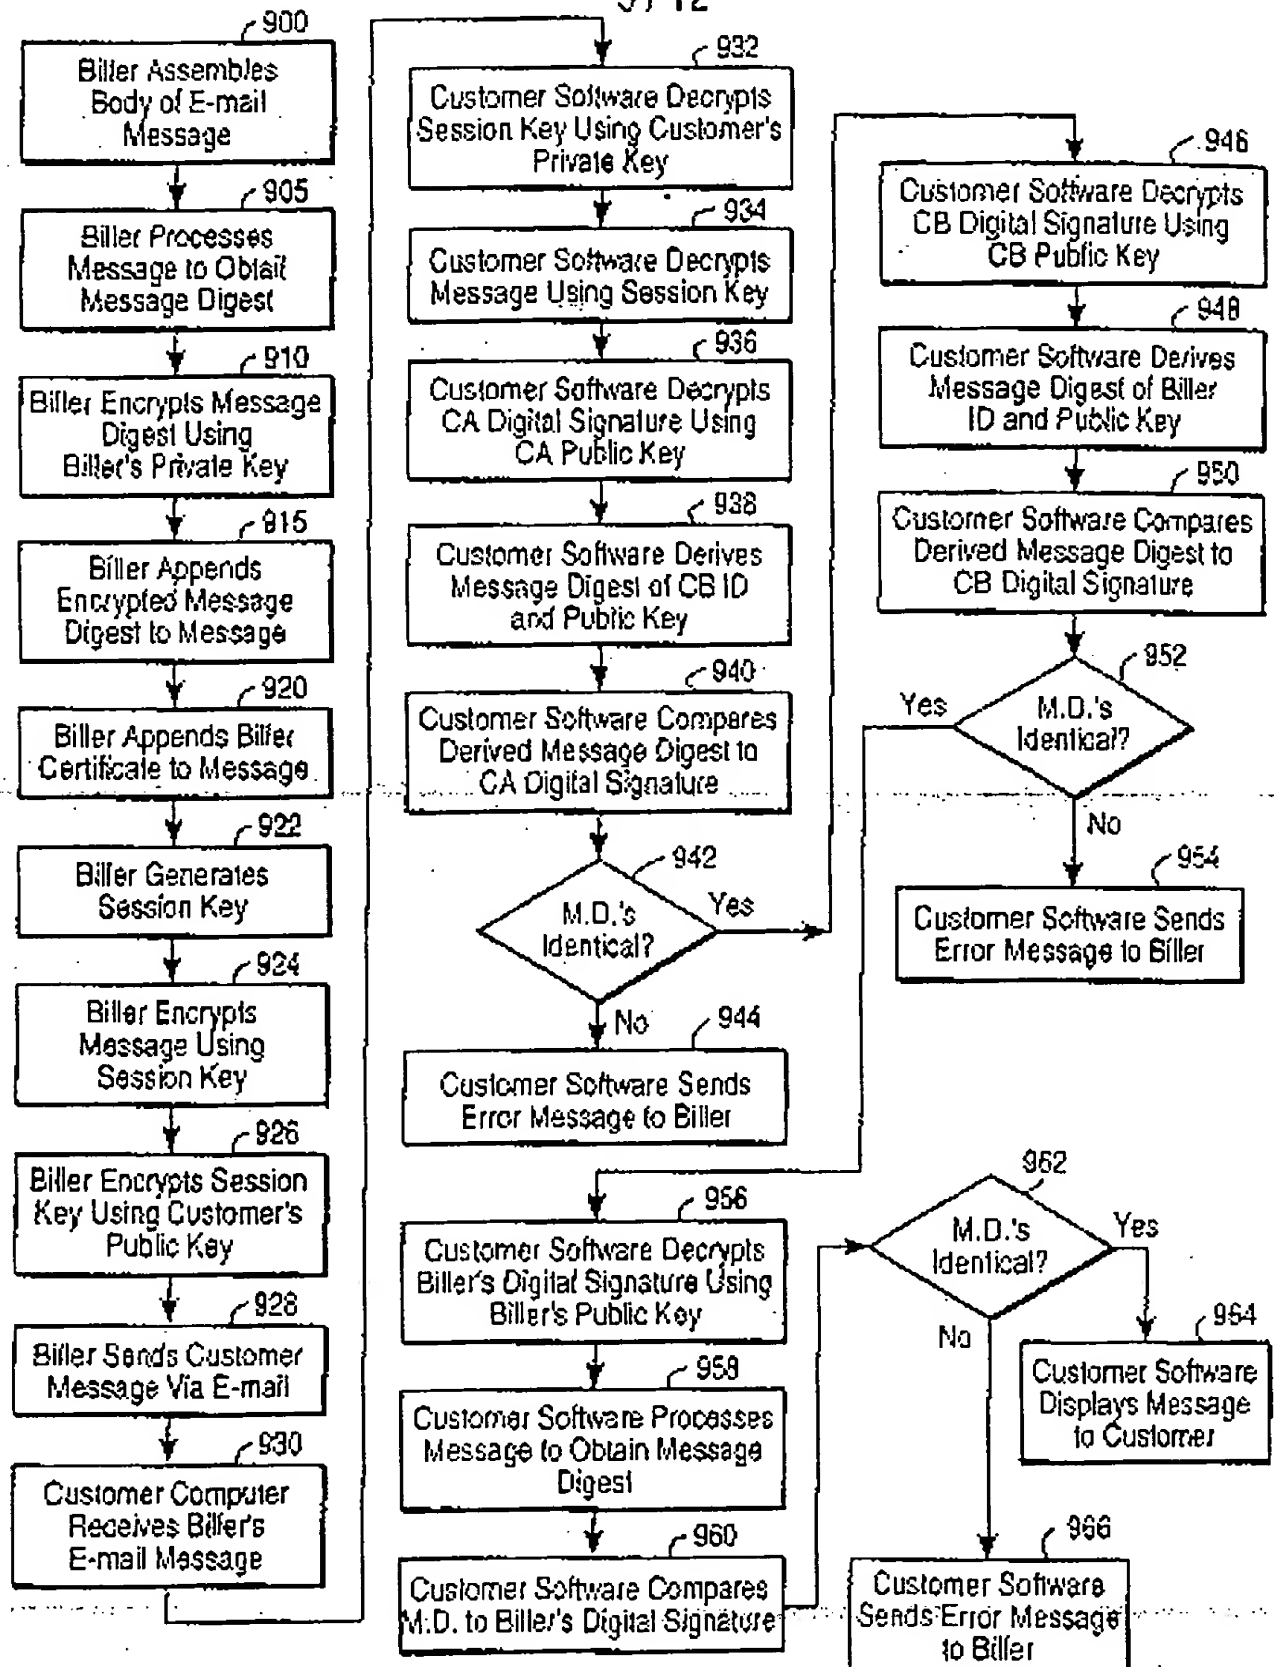 900
Biller Assembles
Body of E-mail
Message
905
Biller Processes
Message to Obtail
Message Digest
910
Biller Encrypts Message
Digest Using
Biller's Private Key
915
Biller Appends
Encrypted Message
Digest to Message
920
Biller Appends Biller
Certificate to Message
922
Biller Generates
Session Key
924
Biller Encrypts
Message Using
Session Key
926
Biller Encrypts Session
Key Using Customer's
Public Key
928
Biller Sends Customer
Message Via E-mail
930
Customer Computer
Receives Biller's
E-mail Message
932
Customer Software Decrypts
Session Key Using Customer's
Private Key
934
Customer Software Decrypts
Message Using Session Key
936
Customer Software Decrypts
CA Digital Signature Using
CA Public Key
938
Customer Software Derives
Message Digest of CB ID
and Public Key
940
Customer Software Compares
Derived Message Digest to
CA Digital Signature
942
M.D.'s
Identical?
Yes
No
944
Customer Software Sends
Error Message to Biller
946
Customer Software Decrypts
CB Digital Signature Using
CB Public Key
948
Customer Software Derives
Message Digest of Biller
ID and Public Key
950
Customer Software Compares
Derived Message Digest to
CB Digital Signature
952
M.D.'s
Identical?
Yes
No
954
Customer Software Sends
Error Message to Biller
956
Customer Software Decrypts
Biller's Digital Signature Using
Biller's Public Key
958
Customer Software Processes
Message to Obtain Message
Digest
960
Customer Software Compares
M.D. to Biller's Digital Signature
962
M.D.'s
Identical?
Yes
No
964
Customer Software
Displays Message
to Customer
966
Customer Software
Sends Error Message
to Biller